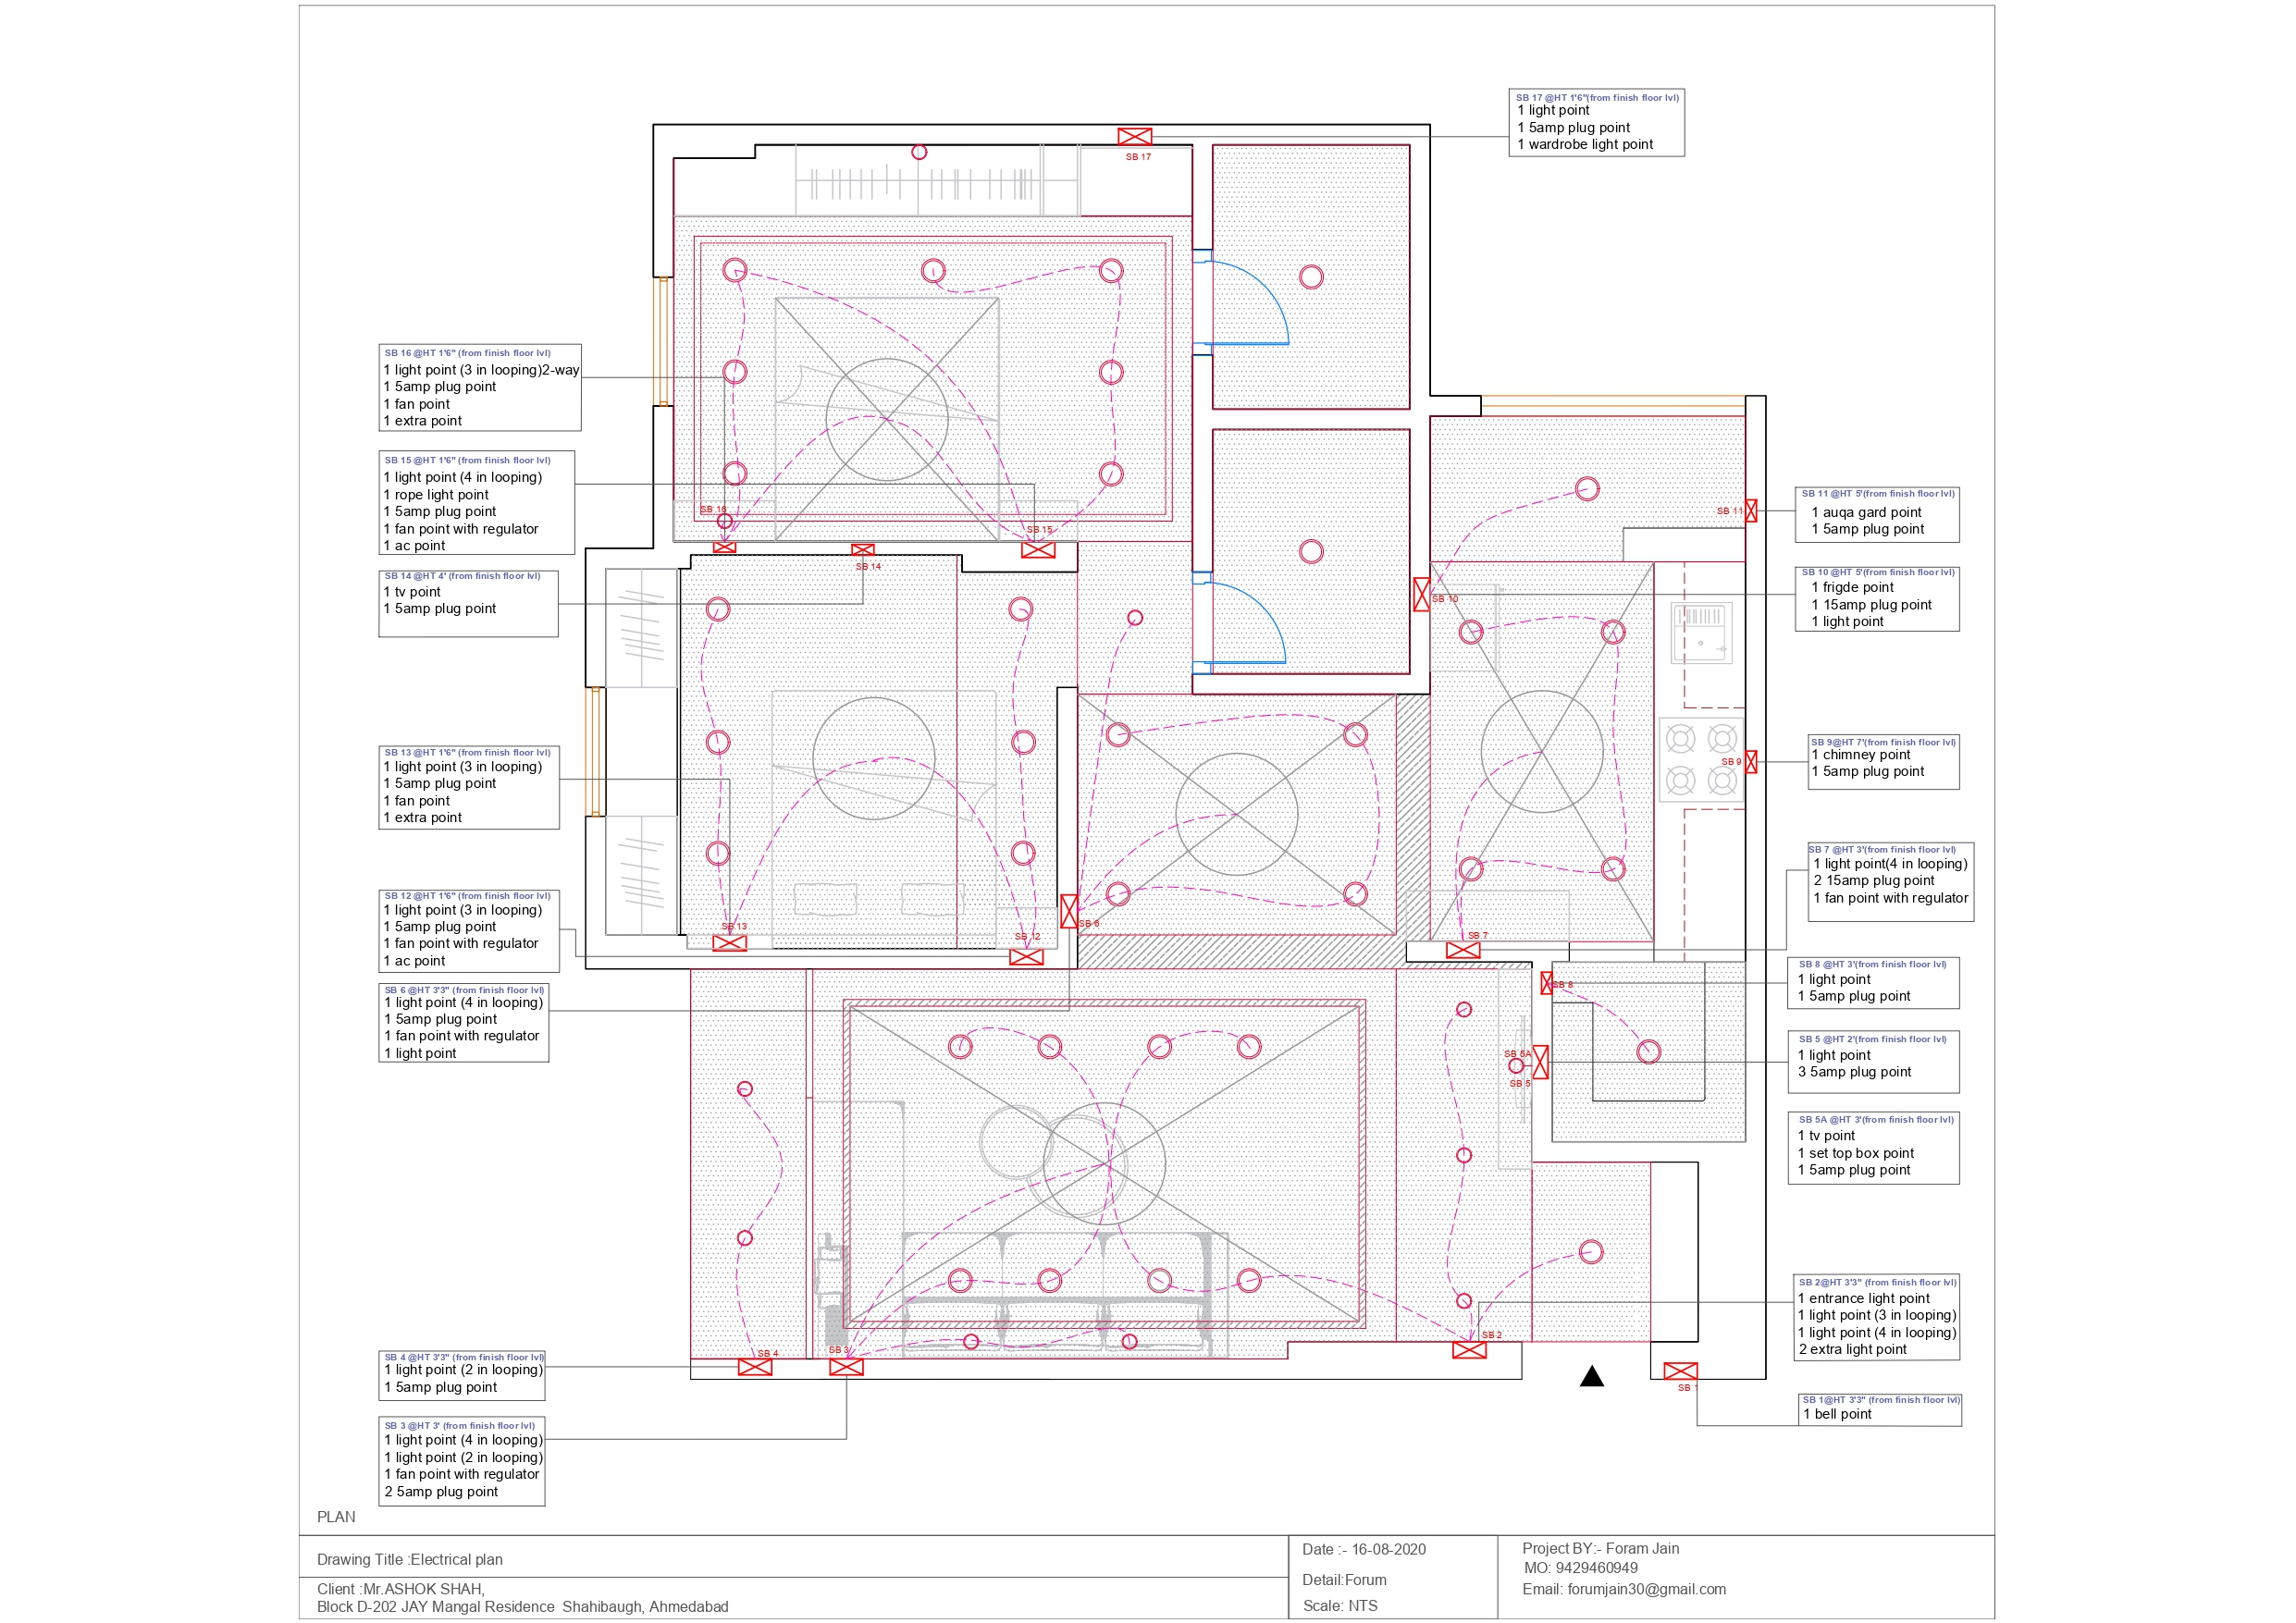 SB 17 @HT 1'6"(from finish floor lvl)
1 light point
1 5amp plug point
1 wardrobe light point
SB 17
SB 16 @HT 1'6" (from finish floor lvl)
1 light point (3 in looping)2-way
1 5amp plug point
1 fan point
1 extra point
SB 15 @HT 1'6" (from finish floor lvl)
1 light point (4 in looping)
1 rope light point
1 5amp plug point
1 fan point with regulator
1 ac point
SB 14 @HT 4' (from finish floor lvl)
1 tv point
1 5amp plug point
SB 13 @HT 1'6" (from finish floor lvl)
1 light point (3 in looping)
1 5amp plug point
1 fan point
1 extra point
SB 12 @HT 1'6" (from finish floor lvl)
1 light point (3 in looping)
1 5amp plug point
1 fan point with regulator
1 ac point
SB 6 @HT 3'3" (from finish floor lvl)
1 light point (4 in looping)
1 5amp plug point
1 fan point with regulator
1 light point
SB 4 @HT 3'3" (from finish floor lvl)
1 light point (2 in looping)
1 5amp plug point
SB 3 @HT 3' (from finish floor lvl)
1 light point (4 in looping)
1 light point (2 in looping)
1 fan point with regulator
2 5amp plug point
SB 16
SB 15
SB 14
SB 11
SB 10
SB 9
SB 13
SB 12
SB 6
SB 7
SB 8
SB 5A
SB 5
SB 4
SB 3
SB 2
SB 1
SB 11 @HT 5'(from finish floor lvl)
1 auqa gard point
1 5amp plug point
SB 10 @HT 5'(from finish floor lvl)
1 frigde point
1 15amp plug point
1 light point
SB 9@HT 7'(from finish floor lvl)
1 chimney point
1 5amp plug point
SB 7 @HT 3'(from finish floor lvl)
1 light point(4 in looping)
2 15amp plug point
1 fan point with regulator
SB 8 @HT 3'(from finish floor lvl)
1 light point
1 5amp plug point
SB 5 @HT 2'(from finish floor lvl)
1 light point
3 5amp plug point
SB 5A @HT 3'(from finish floor lvl)
1 tv point
1 set top box point
1 5amp plug point
SB 2@HT 3'3" (from finish floor lvl)
1 entrance light point
1 light point (3 in looping)
1 light point (4 in looping)
2 extra light point
SB 1@HT 3'3" (from finish floor lvl)
1 bell point
PLAN
Drawing Title :Electrical plan
Client :Mr.ASHOK SHAH,
Block D-202 JAY Mangal Residence Shahibaugh, Ahmedabad
Date :- 16-08-2020
Detail:Forum
Scale: NTS
Project BY:- Foram Jain
MO: 9429460949
Email: forumjain30@gmail.com